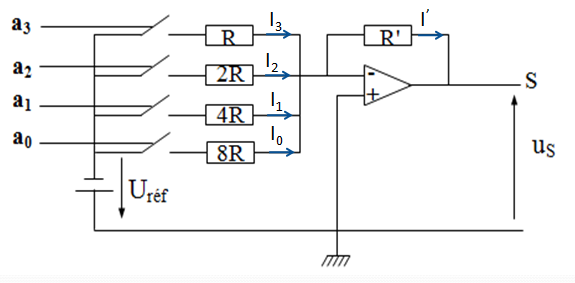 a3 R I3 R' I′
a2 2R I2 - S
a1 4R I1 +
a0 8R I0 uS
Uréf